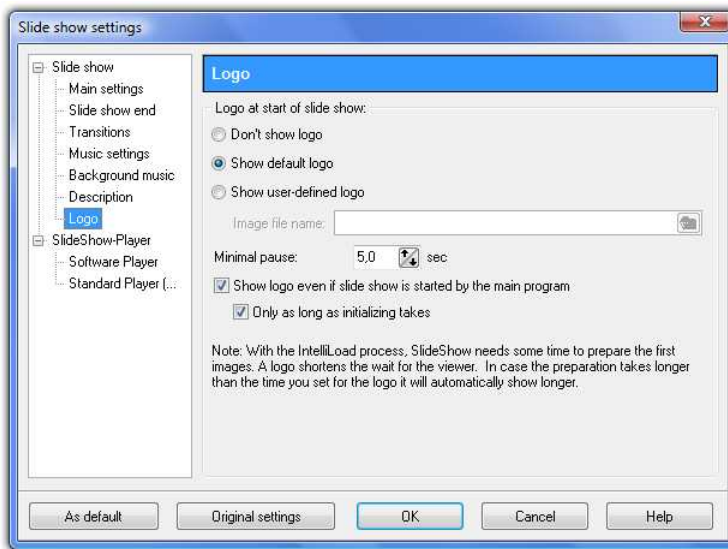 Slide show settings
Slide show
Main settings
Slide show end
Transitions
Music settings
Background music
Description
Logo
SlideShow-Player
Software Player
Standard Player (...
Logo
Logo at start of slide show:
Don't show logo
Show default logo
Show user-defined logo
Image file name:
Minimal pause: 5,0 sec
Show logo even if slide show is started by the main program
Only as long as initializing takes
Note: With the IntelliLoad process, SlideShow needs some time to prepare the first
images. A logo shortens the wait for the viewer. In case the preparation takes longer
than the time you set for the logo it will automatically show longer.
As default Original settings OK Cancel Help